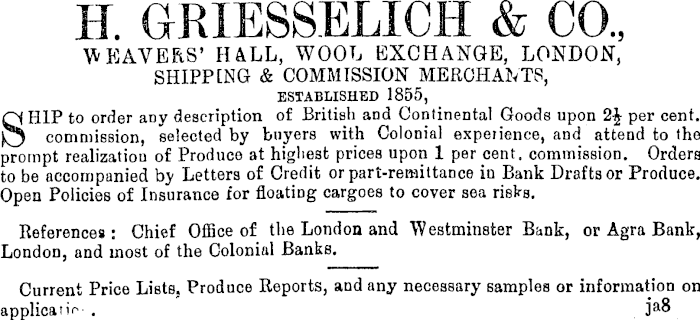 H. GRIESSELICH & CO.,
WEAVERS' HALL, WOOL EXCHANGE, LONDON,
SHIPPING & COMMISSION MERCHANTS,
ESTABLISHED 1855,
SHIP to order any description of British and Continental Goods upon 2½ per cent.
commission, selected by buyers with Colonial experience, and attend to the
prompt realization of Produce at highest prices upon 1 per cent. commission. Orders
to be accompanied by Letters of Credit or part-remittance in Bank Drafts or Produce.
Open Policies of Insurance for floating cargoes to cover sea risks.
References: Chief Office of the London and Westminster Bank, or Agra Bank,
London, and most of the Colonial Banks.
Current Price Lists, Produce Reports, and any necessary samples or information on
application.
ja8